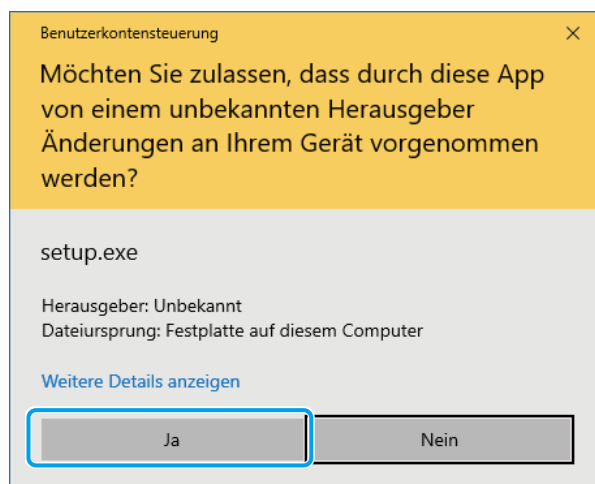 Benutzerkontensteuerung
Möchten Sie zulassen, dass durch diese App
von einem unbekannten Herausgeber
Änderungen an Ihrem Gerät vorgenommen
werden?
setup.exe
Herausgeber: Unbekannt
Dateiursprung: Festplatte auf diesem Computer
Weitere Details anzeigen
Ja Nein